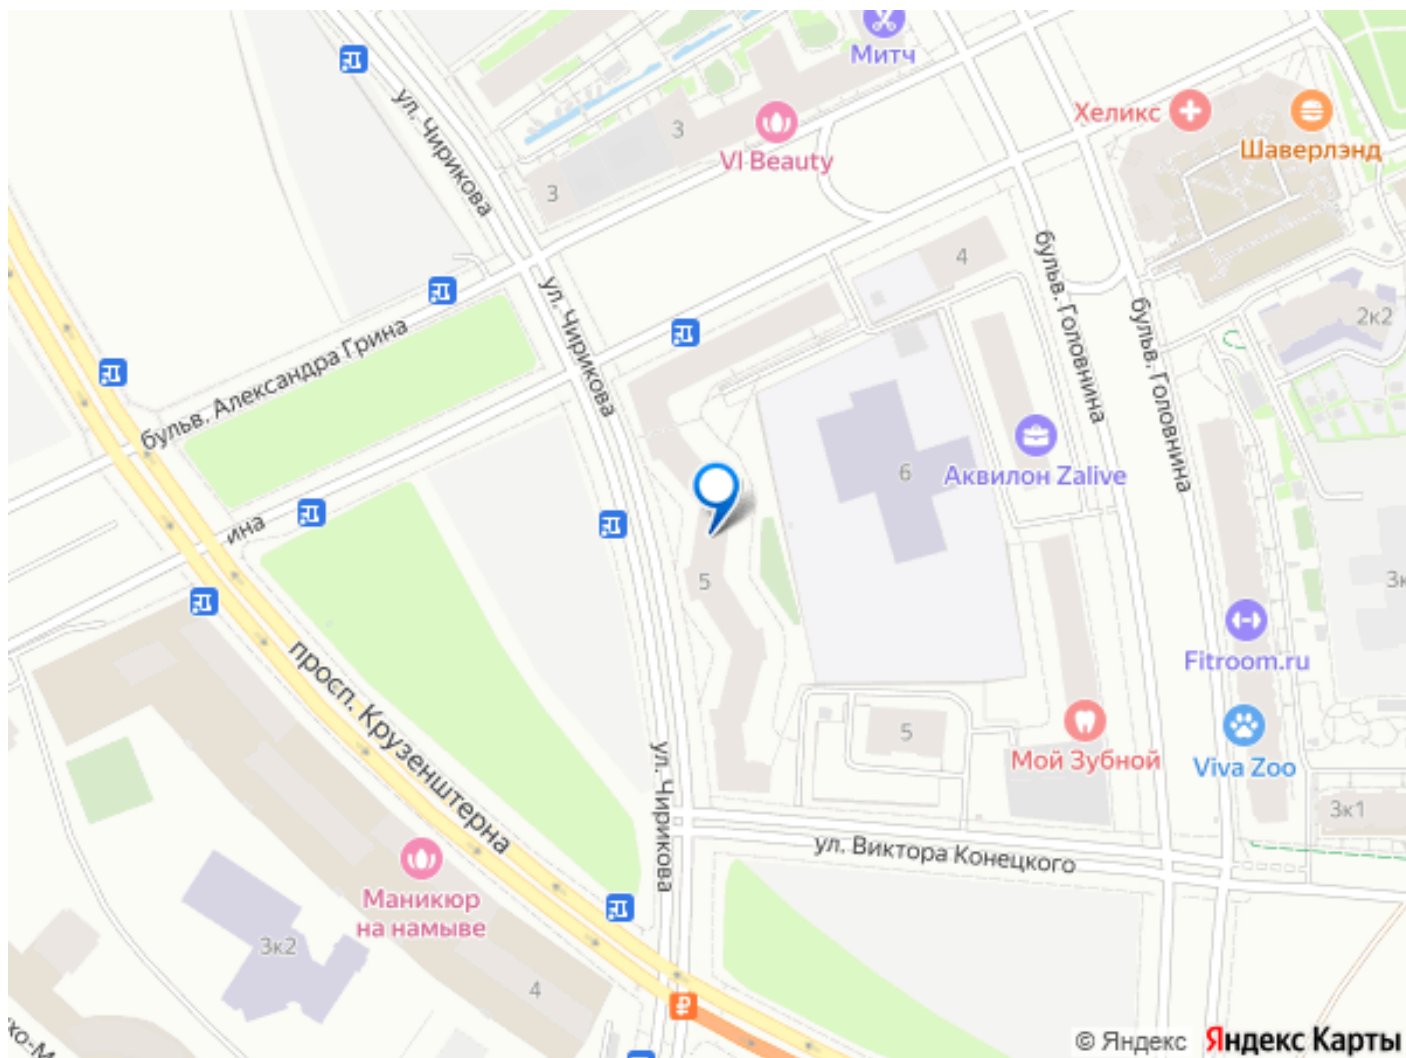 Митч
Хеликс
Шаверлэнд
ул. Чирикова
3
VI Beauty
3
4
бульв. Головнина
ул. Чирикова
бульв. Головнина
2к2
бульв. Александра Грина
6
Аквилон Zalive
ина
5
3к
Fitroom.ru
просп. Крузенштерна
5
Мой Зубной
Viva Zoo
ул. Чирикова
3к1
ул. Виктора Конецкого
Маникюр
на намыве
3к2
4
₽
хо-М
© Яндекс Яндекс Карты